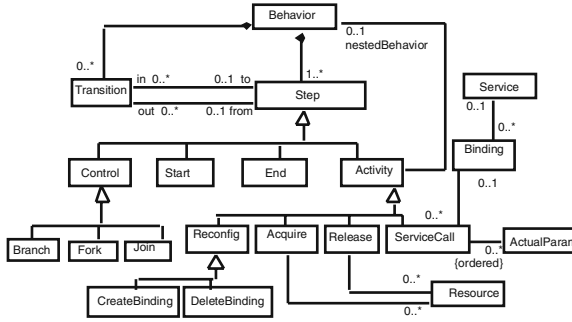 Behavior
0..1
nestedBehavior
0..*
1..*
Transition
in 0..*
0..1 to
Step
out 0..*
0..1 from
Service
0..1
0..*
Binding
0..1
Control
Start
End
Activity
0..*
Branch
Fork
Join
Reconfig
Acquire
Release
ServiceCall
ActualParam
0..*
{ordered}
CreateBinding
DeleteBinding
0..*
Resource
0..*